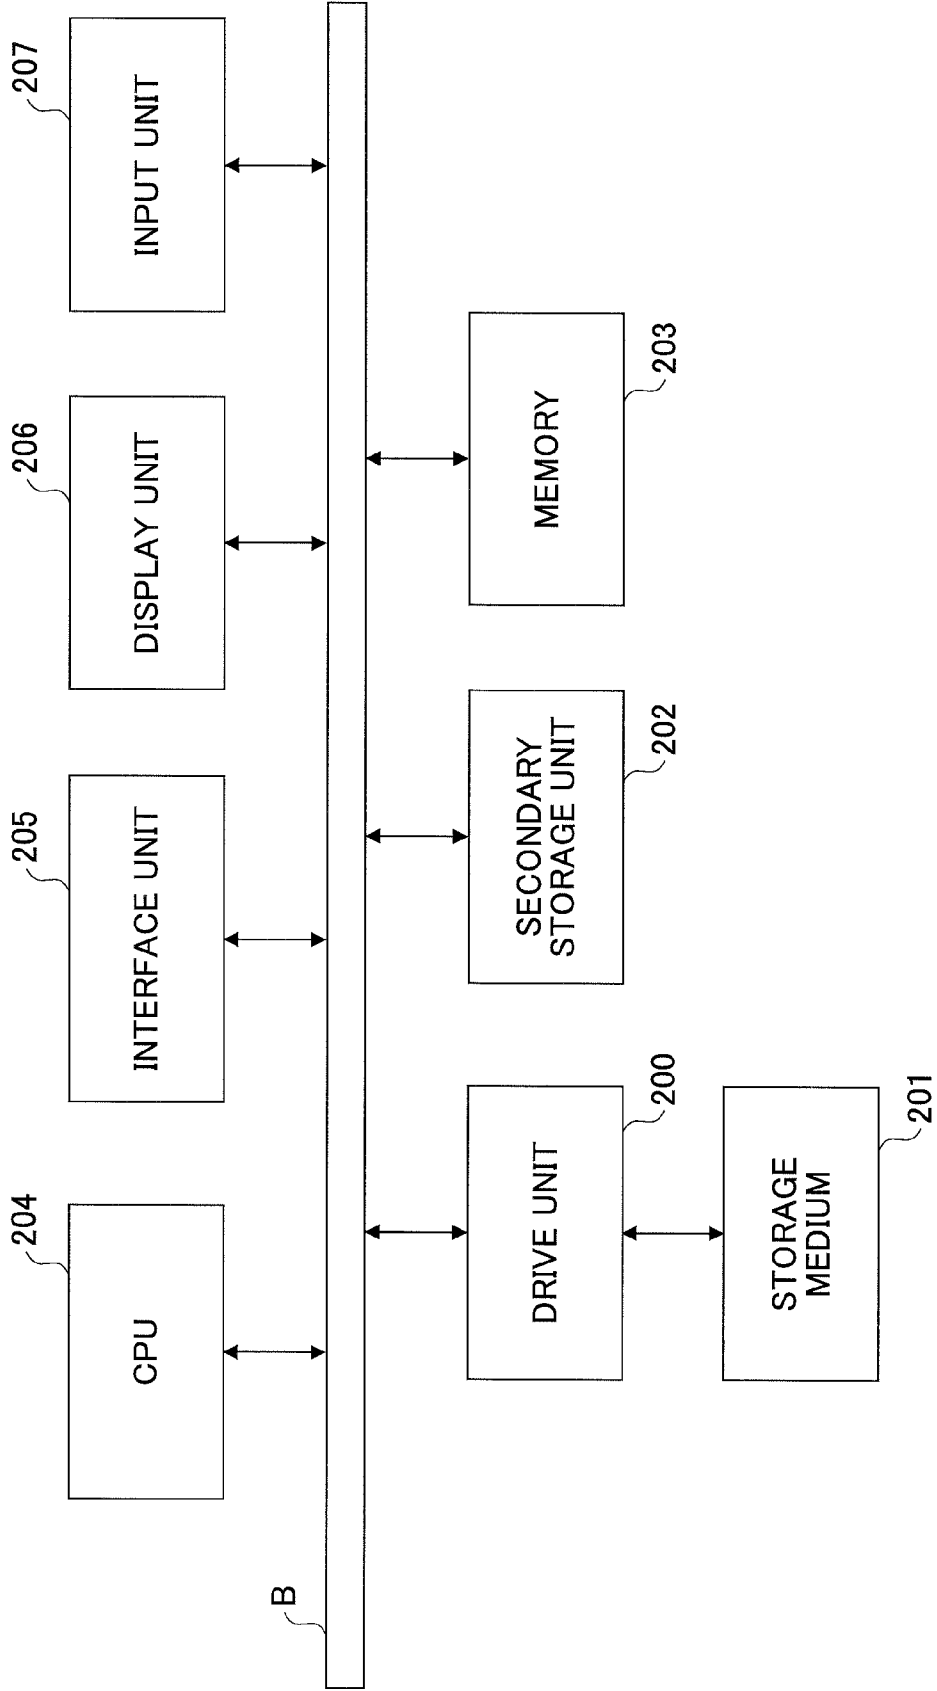 204
CPU
205
INTERFACE UNIT
206
DISPLAY UNIT
207
INPUT UNIT
B
DRIVE UNIT
200
SECONDARY
STORAGE UNIT
202
MEMORY
203
STORAGE
MEDIUM
201